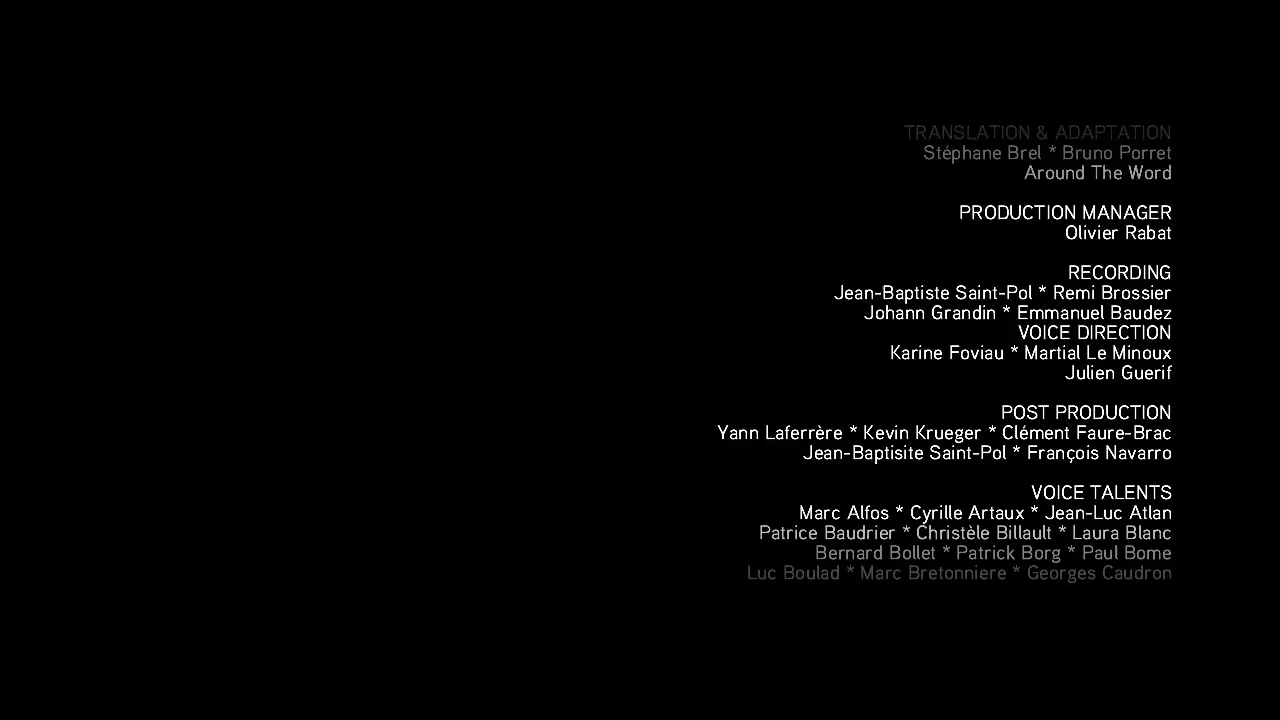 TRANSLATION & ADAPTATION
Stéphane Brel * Bruno Porret
Around The Word
PRODUCTION MANAGER
Olivier Rabat
RECORDING
Jean-Baptiste Saint-Pol * Remi Brossier
Johann Grandin * Emmanuel Baudez
VOICE DIRECTION
Karine Foviau * Martial Le Minoux
Julien Guerif
POST PRODUCTION
Yann Laferrère * Kevin Krueger * Clément Faure-Brac
Jean-Baptisite Saint-Pol * François Navarro
VOICE TALENTS
Marc Alfos * Cyrille Artaux * Jean-Luc Atlan
Patrice Baudrier * Christèle Billault * Laura Blanc
Bernard Bollet * Patrick Borg * Paul Bome
Luc Boulad * Marc Bretonniere * Georges Caudron